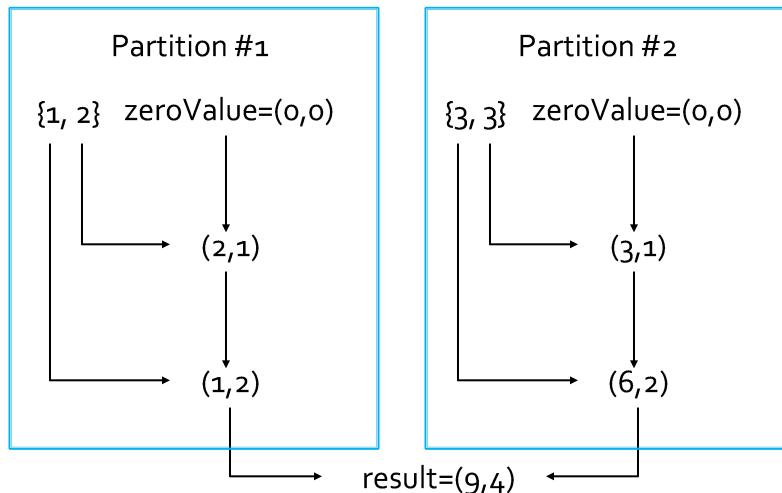 Partition #1
{1, 2} zeroValue=(0,0)
(2,1)
(1,2)
Partition #2
{3, 3} zeroValue=(0,0)
(3,1)
(6,2)
result=(9,4)